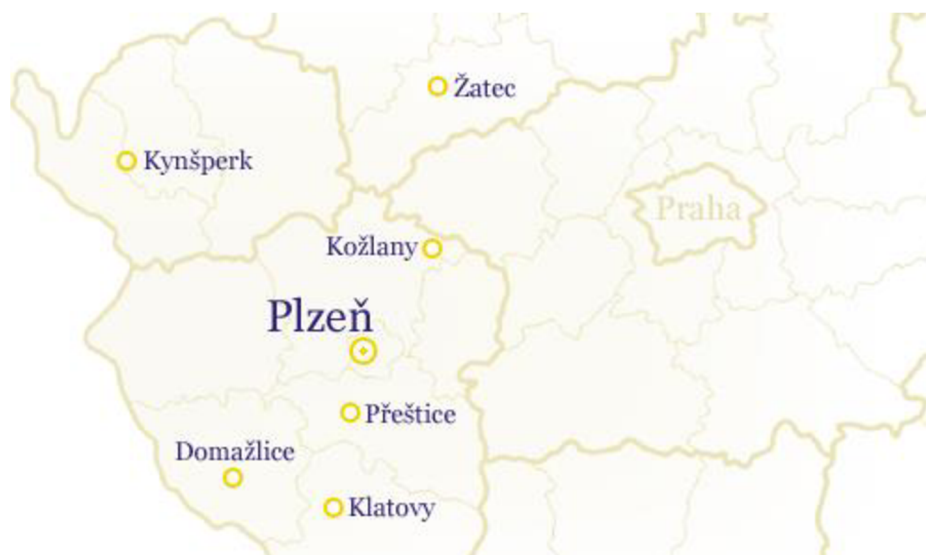 Žatec
Kynšperk
Praha
Kožlany
Plzeň
Přeštice
Domažlice
Klatovy